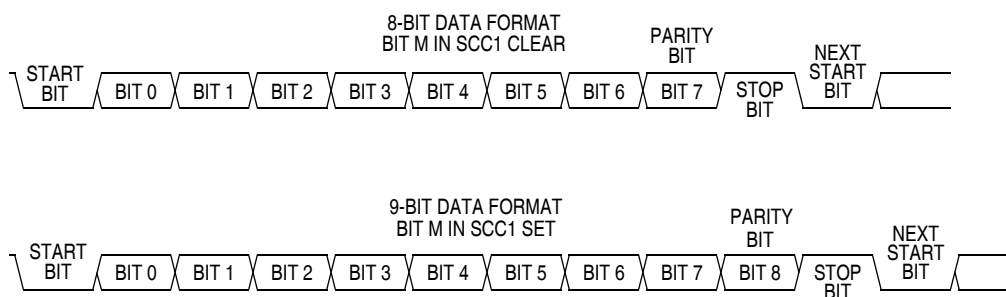 8-BIT DATA FORMAT
BIT M IN SCC1 CLEAR
PARITY
BIT
NEXT
START
BIT
START
BIT
BIT 0
BIT 1
BIT 2
BIT 3
BIT 4
BIT 5
BIT 6
BIT 7
STOP
BIT
9-BIT DATA FORMAT
BIT M IN SCC1 SET
PARITY
BIT
NEXT
START
BIT
START
BIT
BIT 0
BIT 1
BIT 2
BIT 3
BIT 4
BIT 5
BIT 6
BIT 7
BIT 8
STOP
BIT